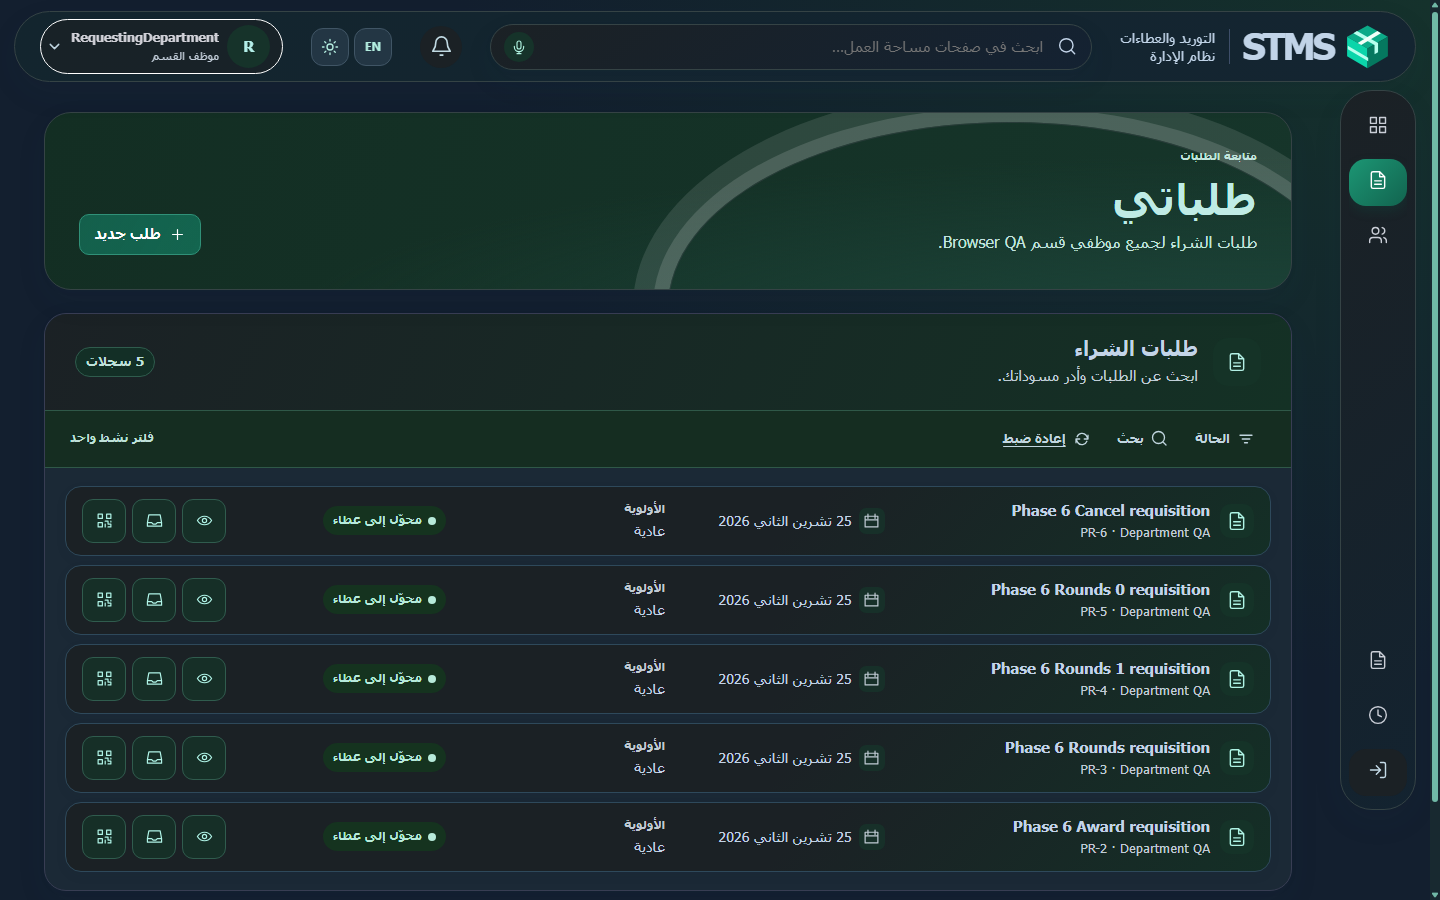 STMS
التوريد والعطاءات
نظام الإدارة
ابحث في صفحات مساحة العمل...
EN
R
RequestingDepartment
موظف القسم
متابعة الطلبات
طلباتي
طلبات الشراء لجميع موظفي قسم Browser QA.
طلب جديد
طلبات الشراء
ابحث عن الطلبات وأدر مسوداتك.
5 سجلات
الحالة
بحث
إعادة ضبط
فلتر نشط واحد
Phase 6 Cancel requisition
PR-6 · Department QA
25 تشرين الثاني 2026
الأولوية
عادية
محوّل إلى عطاء
Phase 6 Rounds 0 requisition
PR-5 · Department QA
25 تشرين الثاني 2026
الأولوية
عادية
محوّل إلى عطاء
Phase 6 Rounds 1 requisition
PR-4 · Department QA
25 تشرين الثاني 2026
الأولوية
عادية
محوّل إلى عطاء
Phase 6 Rounds requisition
PR-3 · Department QA
25 تشرين الثاني 2026
الأولوية
عادية
محوّل إلى عطاء
Phase 6 Award requisition
PR-2 · Department QA
25 تشرين الثاني 2026
الأولوية
عادية
محوّل إلى عطاء